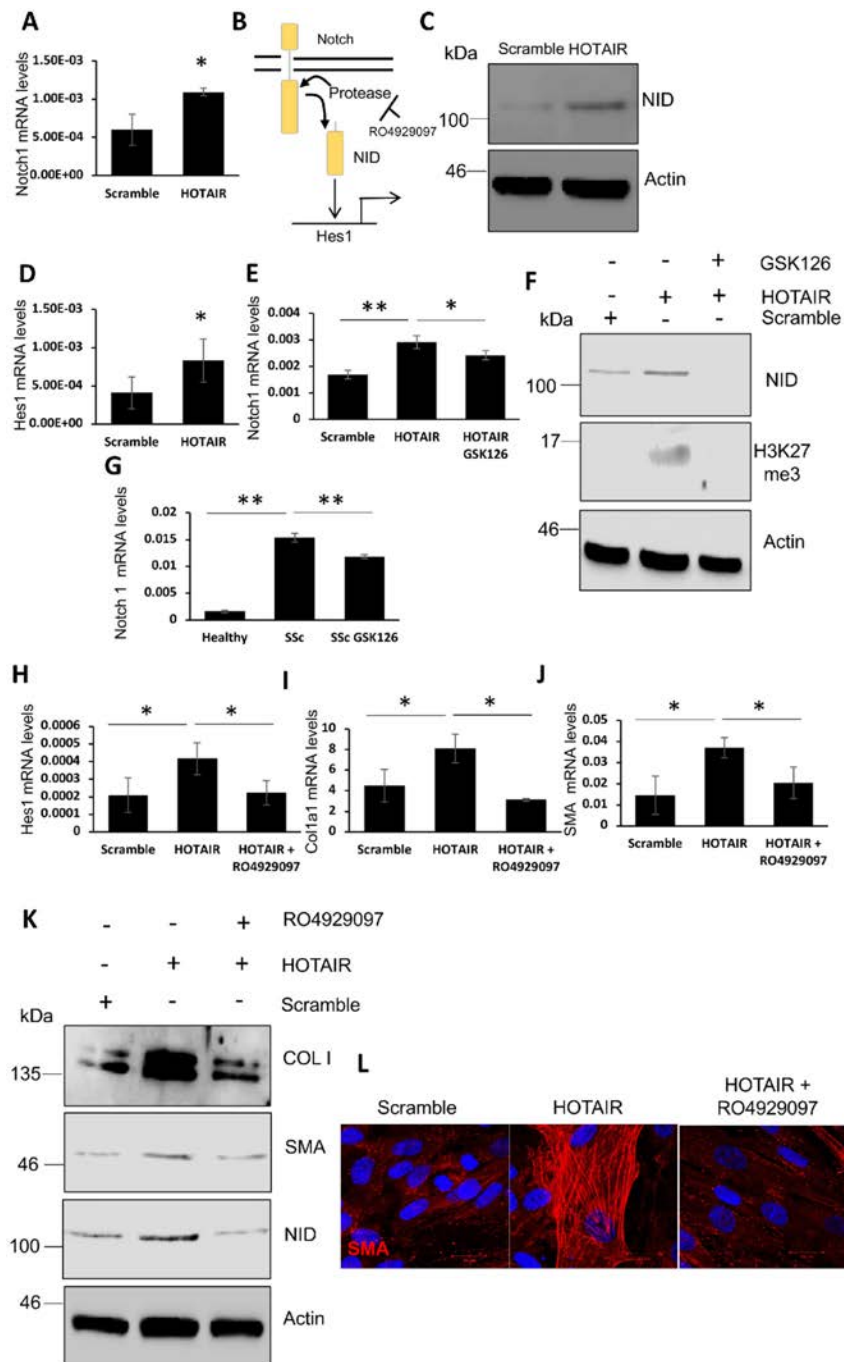 A
Notch1 mRNA levels
1.50E-03
1.00E-03
5.00E-04
0.00E+00
*
Scramble HOTAIR
B
Notch
Protease
RO4929097
NID
Hes1
C
kDa
Scramble HOTAIR
100
NID
46
Actin
D
Hes1 mRNA levels
1.50E-03
1.00E-03
5.00E-04
0.00E+00
*
Scramble HOTAIR
E
Notch1 mRNA levels
0.004
0.003
0.002
0.001
0
** *
Scramble HOTAIR HOTAIR
GSK126
F
- - + GSK126
- + + HOTAIR
+ - - Scramble
kDa
100
NID
17
H3K27
me3
46
Actin
G
Notch 1 mRNA levels
0.02
0.015
0.01
0.005
0
** **
Healthy SSc SSc GSK126
H
Hes1 mRNA levels
0.0006
0.0005
0.0004
0.0003
0.0002
0.0001
0
* *
Scramble HOTAIR HOTAIR +
RO4929097
I
Col1a1 mRNA levels
10
8
6
4
2
0
* *
Scramble HOTAIR HOTAIR +
RO4929097
J
SMA mRNA levels
0.05
0.04
0.03
0.02
0.01
0
* *
Scramble HOTAIR HOTAIR +
RO4929097
K
- - + RO4929097
- + + HOTAIR
+ - - Scramble
kDa
135
COL I
46
SMA
100
NID
46
Actin
L
Scramble HOTAIR HOTAIR +
RO4929097
SMA